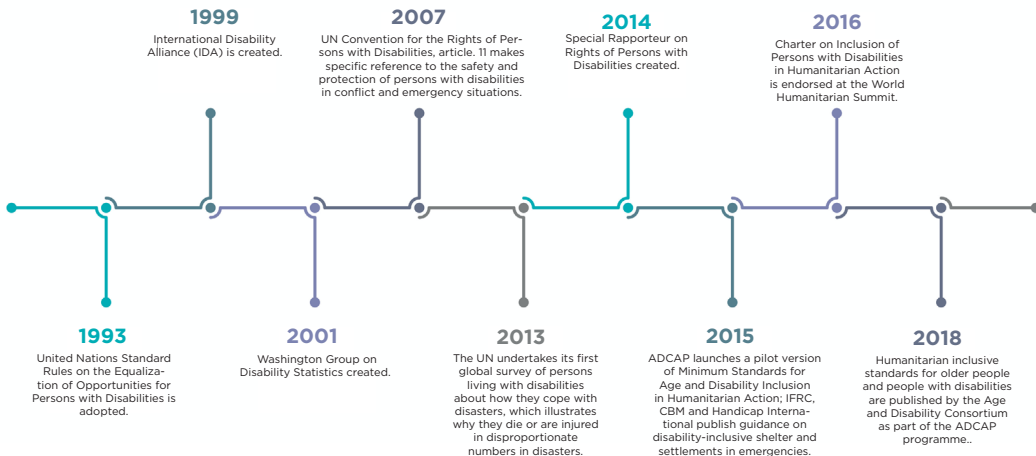 1999
International Disability
Alliance (IDA) is created.
2007
UN Convention for the Rights of Per-
sons with Disabilities, article. 11 makes
specific reference to the safety and
protection of persons with disabilities
in conflict and emergency situations.
2014
Special Rapporteur on
Rights of Persons with
Disabilities created.
2016
Charter on Inclusion of
Persons with Disabilities
in Humanitarian Action
is endorsed at the World
Humanitarian Summit.
1993
United Nations Standard
Rules on the Equaliza-
tion of Opportunities for
Persons with Disabilities is
adopted.
2001
Washington Group on
Disability Statistics created.
2013
The UN undertakes its first
global survey of persons
living with disabilities
about how they cope with
disasters, which illustrates
why they die or are injured
in disproportionate
numbers in disasters.
2015
ADCAP launches a pilot version
of Minimum Standards for
Age and Disability Inclusion
in Humanitarian Action; IFRC,
CBM and Handicap Interna-
tional publish guidance on
disability-inclusive shelter and
settlements in emergencies.
2018
Humanitarian inclusive
standards for older people
and people with disabilities
are published by the Age
and Disability Consortium
as part of the ADCAP
programme..